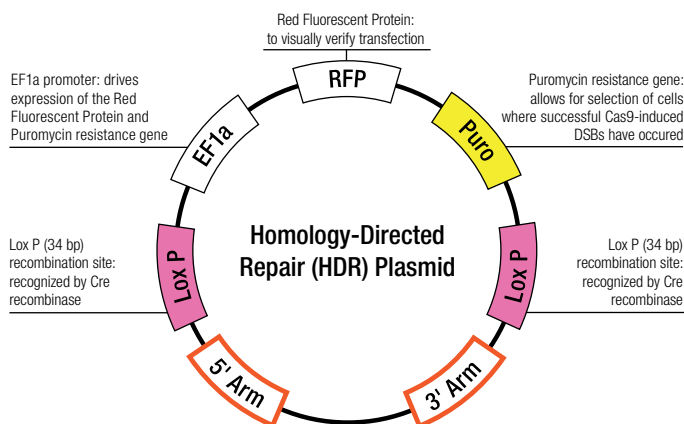 Red Fluorescent Protein:
to visually verify transfection
RFP
EF1a promoter: drives
expression of the Red
Fluorescent Protein and
Puromycin resistance gene
Puromycin resistance gene:
allows for selection of cells
where successful Cas9-induced
DSBs have occured
EF1a
Puro
Homology-Directed
Repair (HDR) Plasmid
Lox P (34 bp)
recombination site:
recognized by Cre
recombinase
Lox P
Lox P
Lox P (34 bp)
recombination site:
recognized by Cre
recombinase
5' Arm
3' Arm